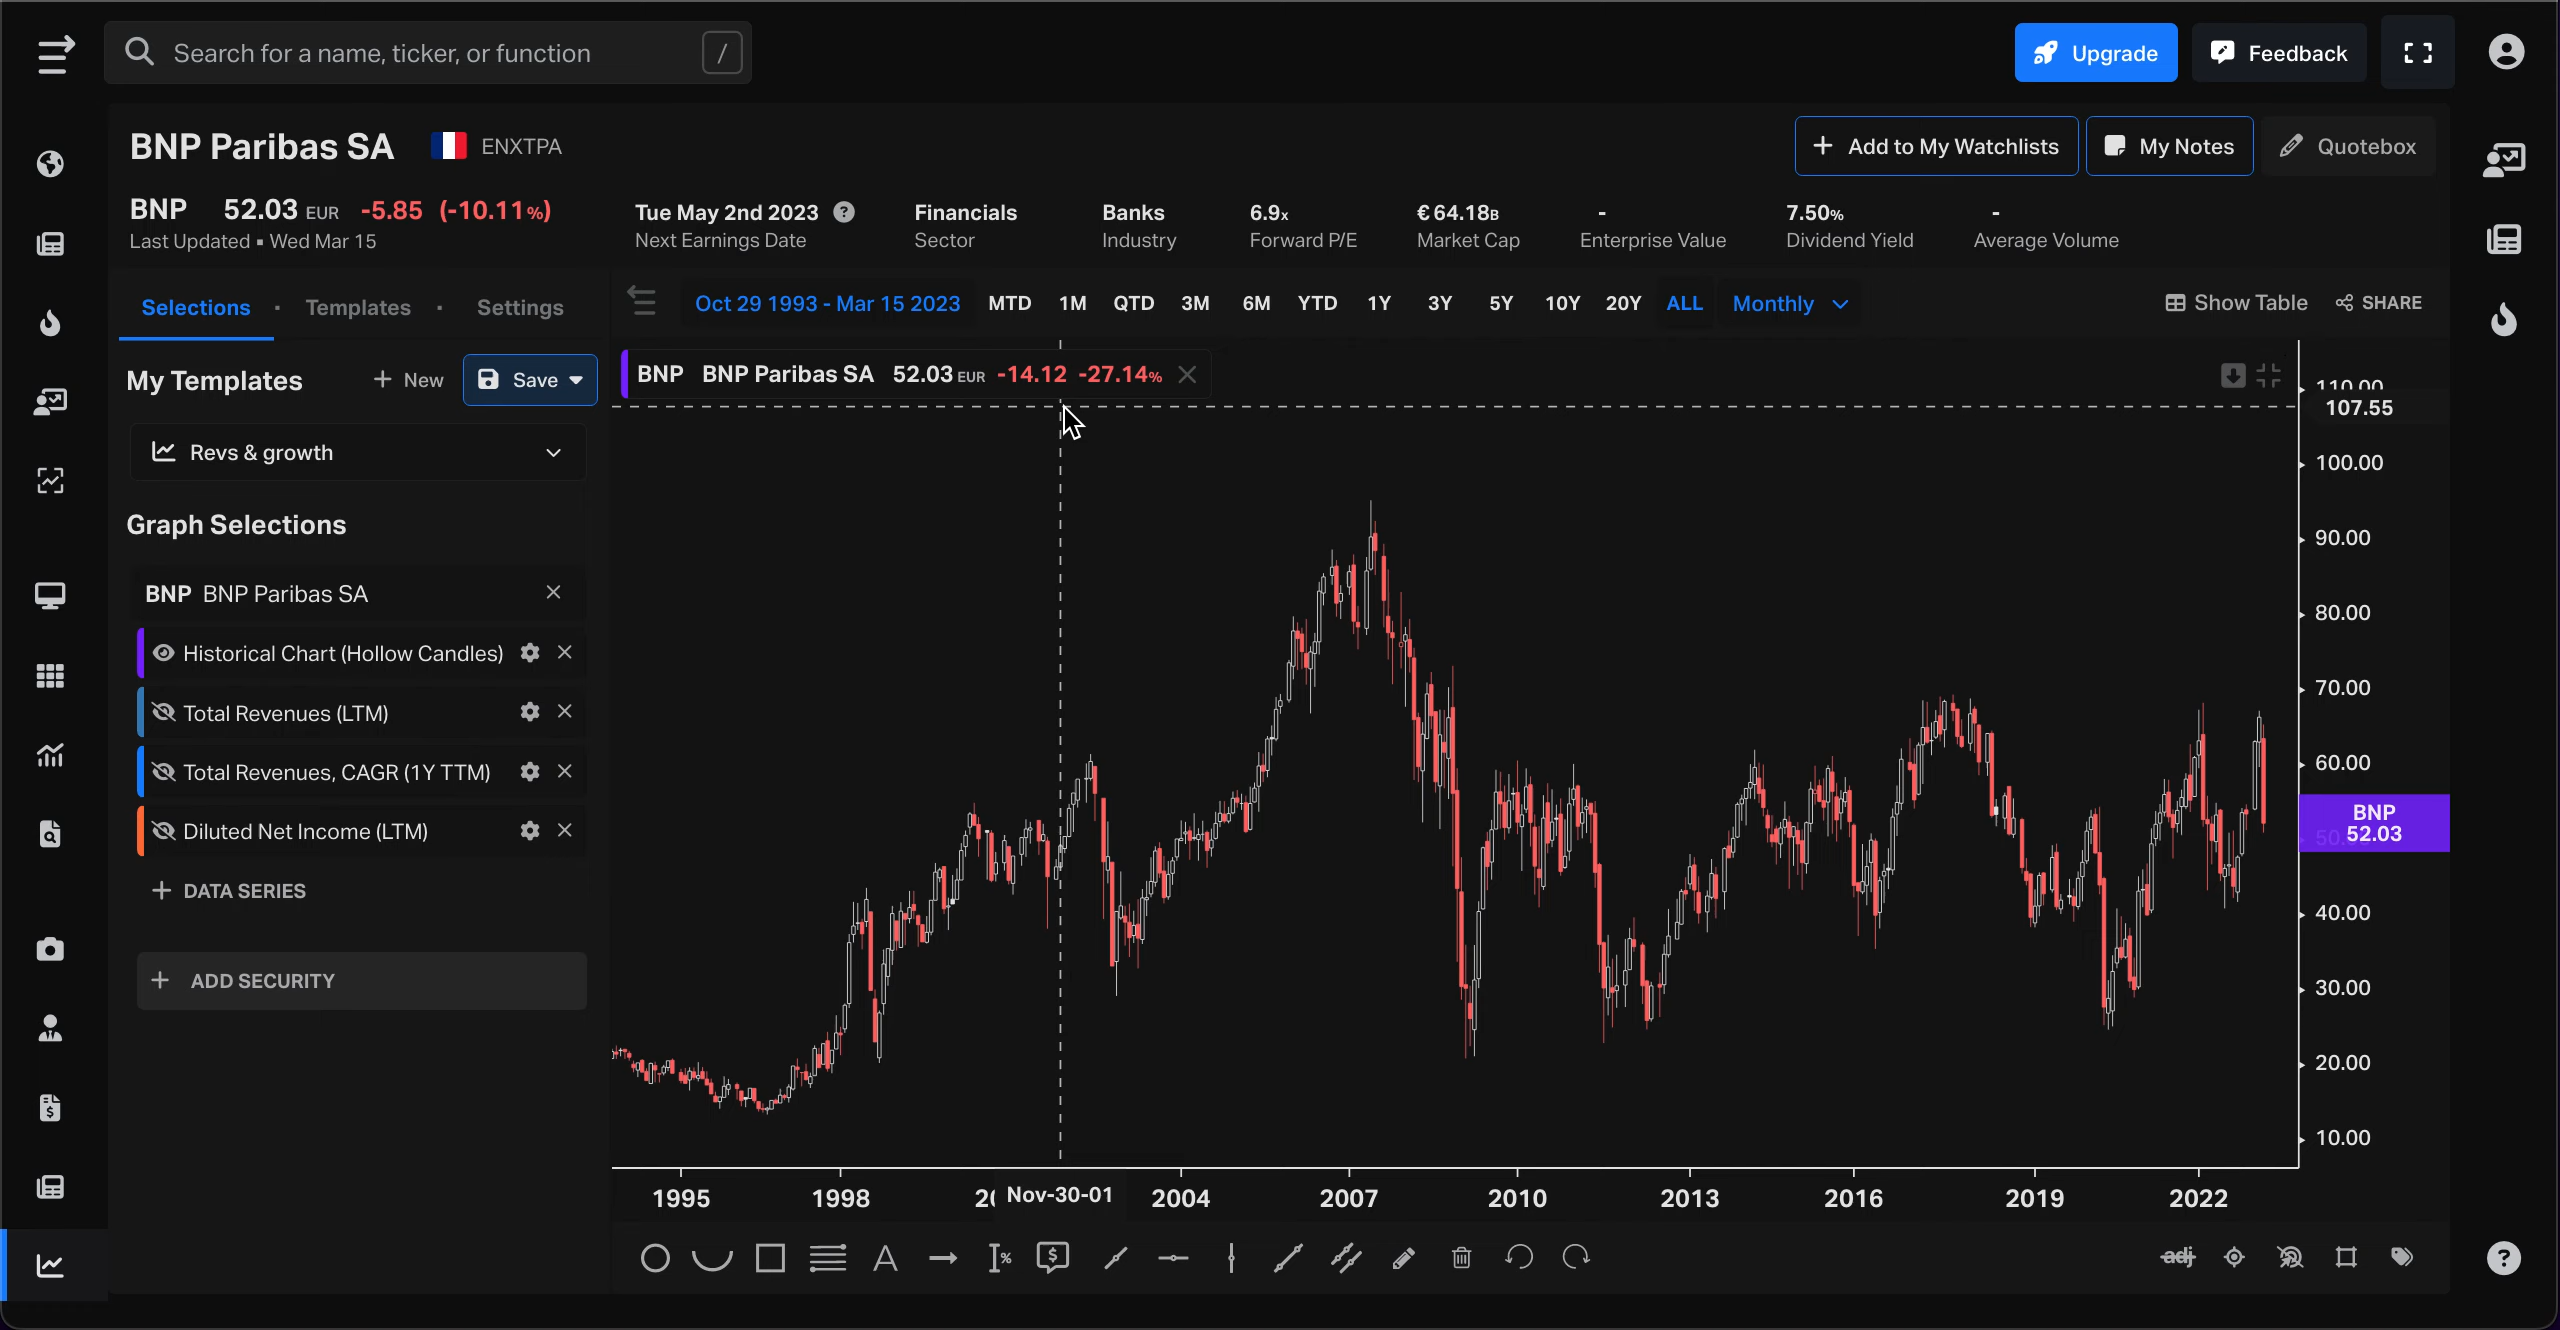 Search for a name, ticker, or function /
Upgrade
Feedback
BNP Paribas SA ENXTPA
+ Add to My Watchlists
My Notes
Quotebox
BNP 52.03 EUR -5.85 (-10.11%)
Last Updated ▪ Wed Mar 15
Tue May 2nd 2023 ?
Next Earnings Date
Financials
Sector
Banks
Industry
6.9x
Forward P/E
€64.18B
Market Cap
-
Enterprise Value
7.50%
Dividend Yield
-
Average Volume
Selections · Templates · Settings
Oct 29 1993 - Mar 15 2023 MTD 1M QTD 3M 6M YTD 1Y 3Y 5Y 10Y 20Y ALL Monthly
Show Table SHARE
My Templates + New Save
Revs & growth
Graph Selections
BNP BNP Paribas SA
Historical Chart (Hollow Candles)
Total Revenues (LTM)
Total Revenues, CAGR (1Y TTM)
Diluted Net Income (LTM)
+ DATA SERIES
+ ADD SECURITY
BNP BNP Paribas SA 52.03 EUR -14.12 -27.14%
110.00
107.55
100.00
90.00
80.00
70.00
60.00
BNP
52.03
50.00
40.00
30.00
20.00
10.00
1995 1998 Nov-30-01 2004 2007 2010 2013 2016 2019 2022
A
%
$
adj
?